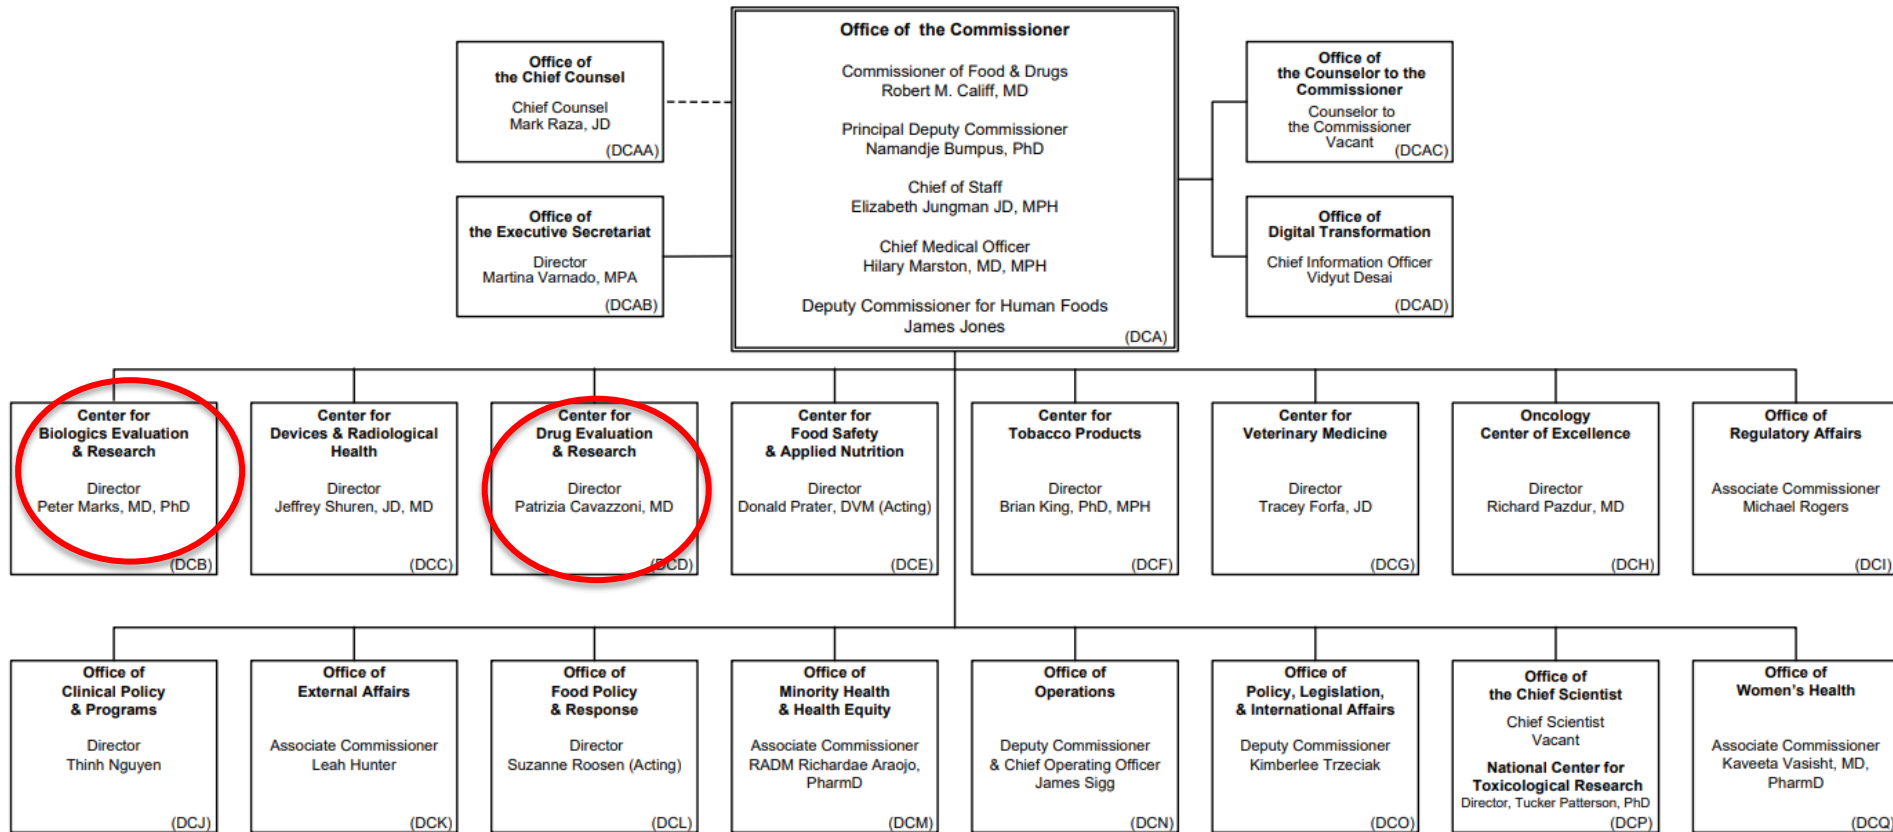 Office of the Commissioner
Commissioner of Food & Drugs
Robert M. Califf, MD
Principal Deputy Commissioner
Namandje Bumpus, PhD
Chief of Staff
Elizabeth Jungman JD, MPH
Chief Medical Officer
Hilary Marston, MD, MPH
Deputy Commissioner for Human Foods
James Jones
(DCA)
Office of
the Chief Counsel
Chief Counsel
Mark Raza, JD
(DCAA)
Office of
the Executive Secretariat
Director
Martina Varnado, MPA
(DCAB)
Office of
the Counselor to the
Commissioner
Counselor to
the Commissioner
Vacant
(DCAC)
Office of
Digital Transformation
Chief Information Officer
Vidyut Desai
(DCAD)
Center for
Biologics Evaluation
& Research
Director
Peter Marks, MD, PhD
(DCB)
Center for
Devices & Radiological
Health
Director
Jeffrey Shuren, JD, MD
(DCC)
Center for
Drug Evaluation
& Research
Director
Patrizia Cavazzoni, MD
(DCD)
Center for
Food Safety
& Applied Nutrition
Director
Donald Prater, DVM (Acting)
(DCE)
Center for
Tobacco Products
Director
Brian King, PhD, MPH
(DCF)
Center for
Veterinary Medicine
Director
Tracey Forfa, JD
(DCG)
Oncology
Center of Excellence
Director
Richard Pazdur, MD
(DCH)
Office of
Regulatory Affairs
Associate Commissioner
Michael Rogers
(DCI)
Office of
Clinical Policy
& Programs
Director
Thinh Nguyen
(DCJ)
Office of
External Affairs
Associate Commissioner
Leah Hunter
(DCK)
Office of
Food Policy
& Response
Director
Suzanne Roosen (Acting)
(DCL)
Office of
Minority Health
& Health Equity
Associate Commissioner
RADM Richardae Araojo,
PharmD
(DCM)
Office of
Operations
Deputy Commissioner
& Chief Operating Officer
James Sigg
(DCN)
Office of
Policy, Legislation,
& International Affairs
Deputy Commissioner
Kimberlee Trzeciak
(DCO)
Office of
the Chief Scientist
Chief Scientist
Vacant
National Center for
Toxicological Research
Director, Tucker Patterson, PhD
(DCP)
Office of
Women's Health
Associate Commissioner
Kaveeta Vasisht, MD,
PharmD
(DCQ)